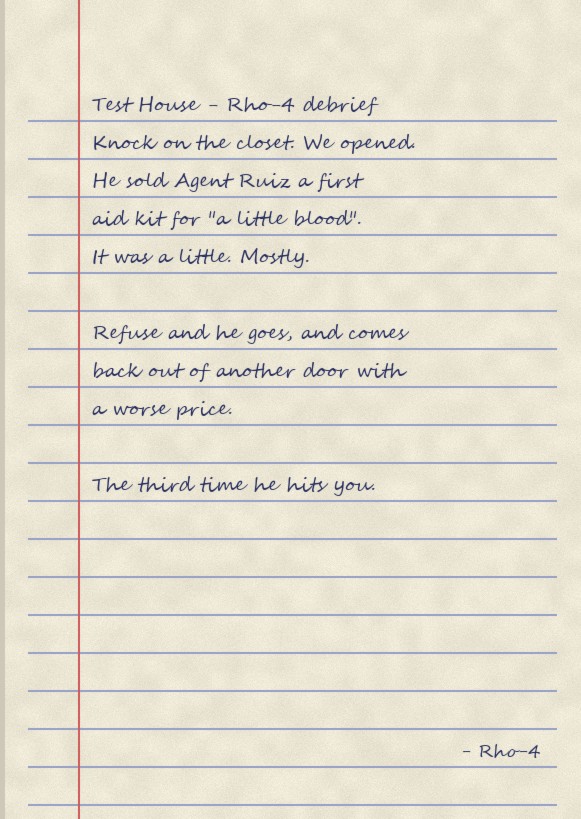 Test House - Rho-4 debrief
Knock on the closet. We opened.
He sold Agent Ruiz a first
aid kit for "a little blood".
It was a little. Mostly.
Refuse and he goes, and comes
back out of another door with
a worse price.
The third time he hits you.
- Rho-4